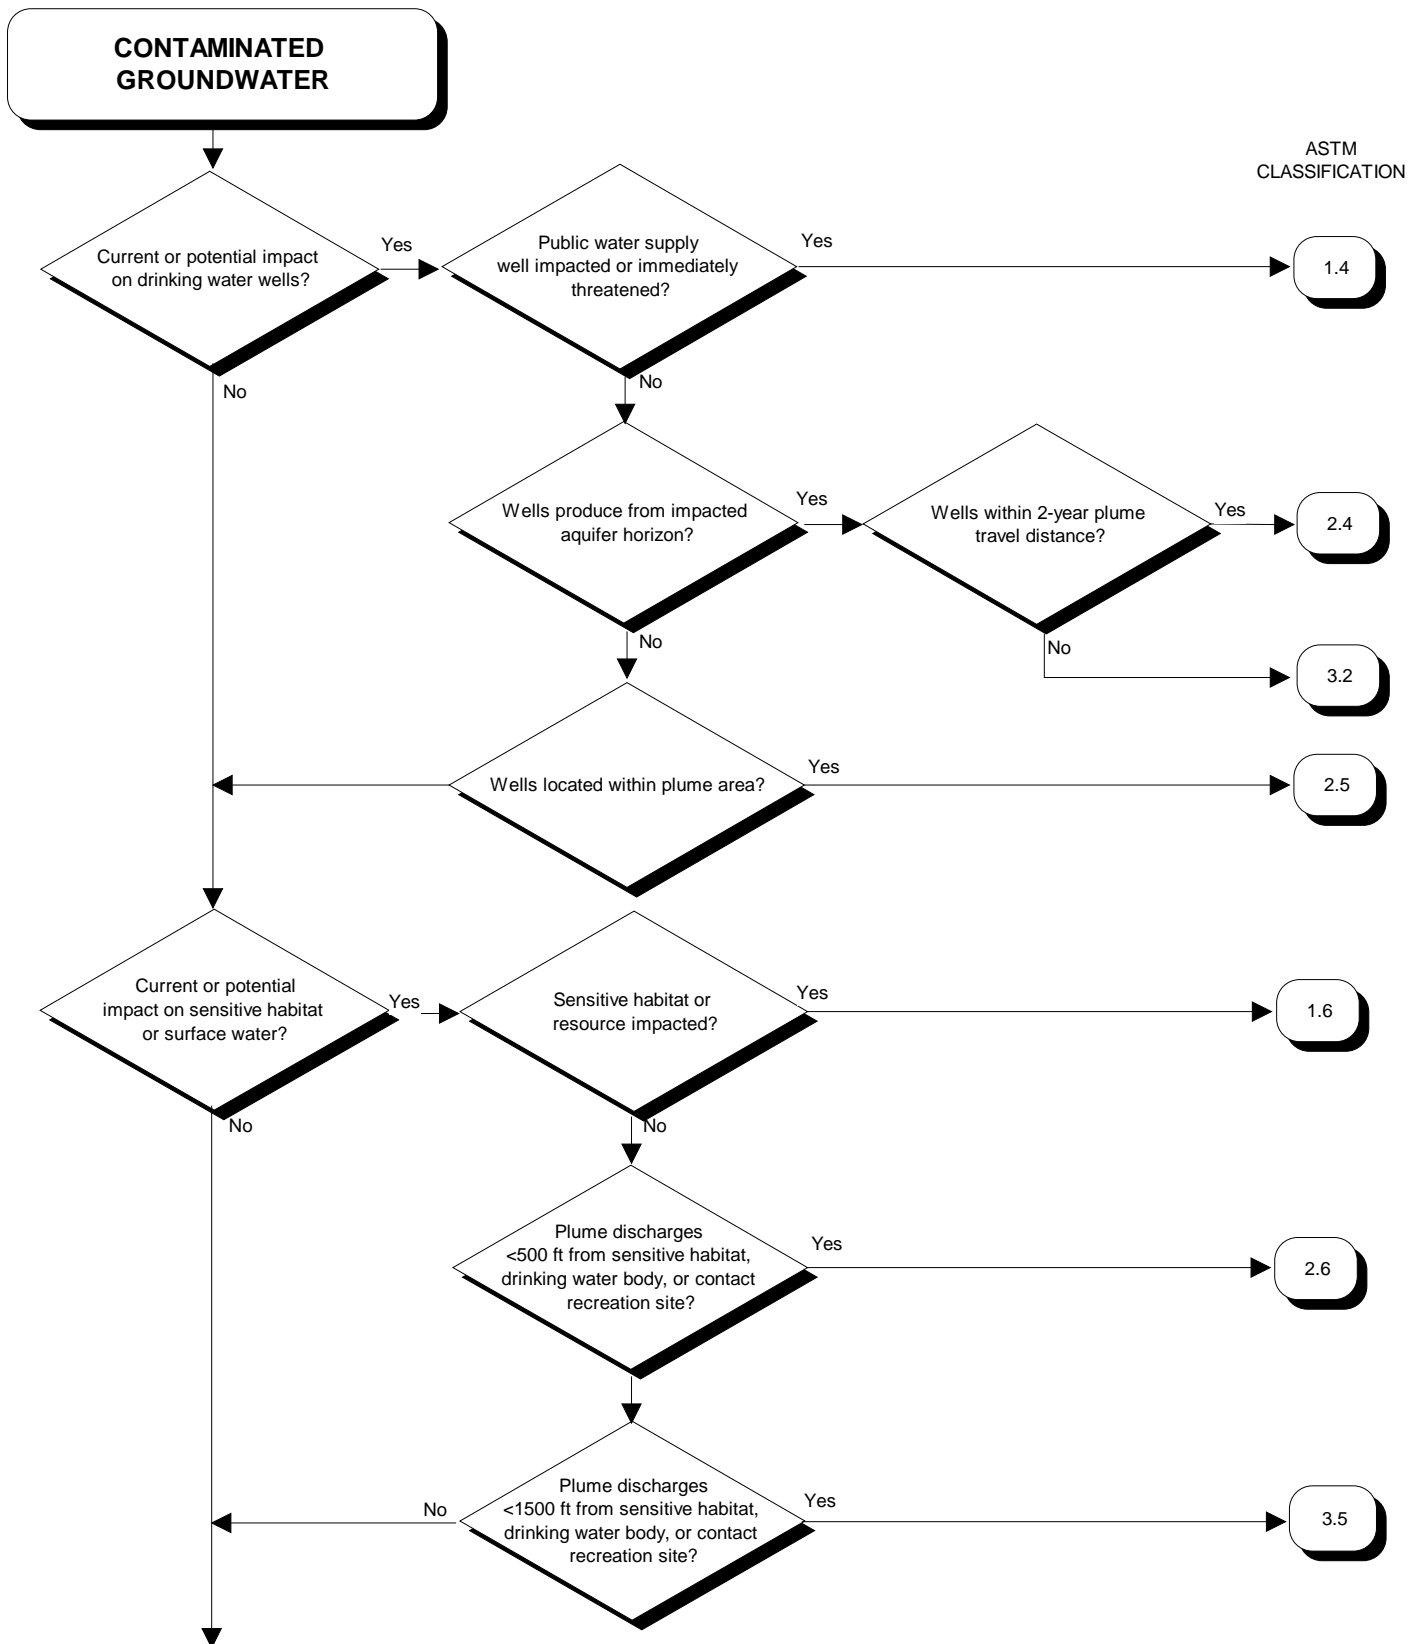 CONTAMINATED
GROUNDWATER
ASTM
CLASSIFICATION
Current or potential impact
on drinking water wells?
Yes
No
Public water supply
well impacted or immediately
threatened?
Yes
1.4
No
Wells produce from impacted
aquifer horizon?
Yes
Wells within 2-year plume
travel distance?
Yes
2.4
No
3.2
No
Wells located within plume area?
Yes
2.5
Current or potential
impact on sensitive habitat
or surface water?
Yes
No
Sensitive habitat or
resource impacted?
Yes
1.6
No
Plume discharges
<500 ft from sensitive habitat,
drinking water body, or contact
recreation site?
Yes
2.6
Plume discharges
<1500 ft from sensitive habitat,
drinking water body, or contact
recreation site?
No
Yes
3.5